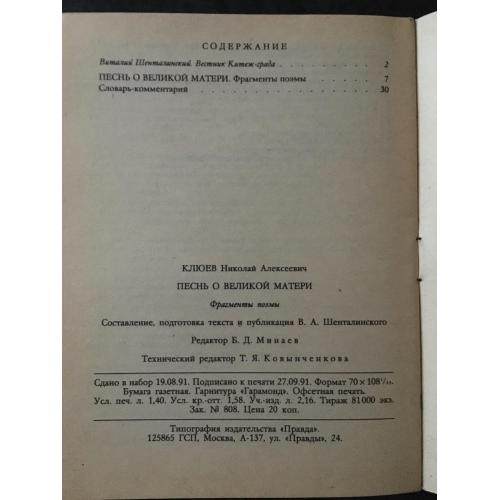 СОДЕРЖАНИЕ
Виталий Шенталинский. Вестник Китеж-града . . . . . . . . . . 2
ПЕСНЬ О ВЕЛИКОЙ МАТЕРИ. Фрагменты поэмы . . . . . 7
Словарь-комментарий . . . . . . . . . . . . . . . . 30
КЛЮЕВ Николай Алексеевич
ПЕСНЬ О ВЕЛИКОЙ МАТЕРИ
Фрагменты поэмы
Составление, подготовка текста и публикация В. А. Шенталинского
Редактор Б. Д. Минаев
Технический редактор Т. Я. Ковынченкова
Сдано в набор 19.08.91. Подписано к печати 27.09.91. Формат 70 × 108¹/₃₂.
Бумага газетная. Гарнитура «Гарамонд». Офсетная печать.
Усл. печ. л. 1,40. Усл. кр.-отт. 1,58. Уч.-изд. л. 2,16. Тираж 81 000 экз.
Зак. № 808. Цена 20 коп.
Типография издательства «Правда».
125865 ГСП, Москва, А-137, ул. «Правды», 24.